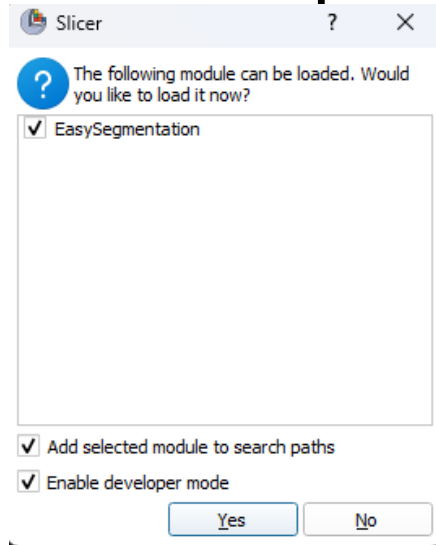 Slicer
The following module can be loaded. Would
you like to load it now?
EasySegmentation
Add selected module to search paths
Enable developer mode
Yes
No